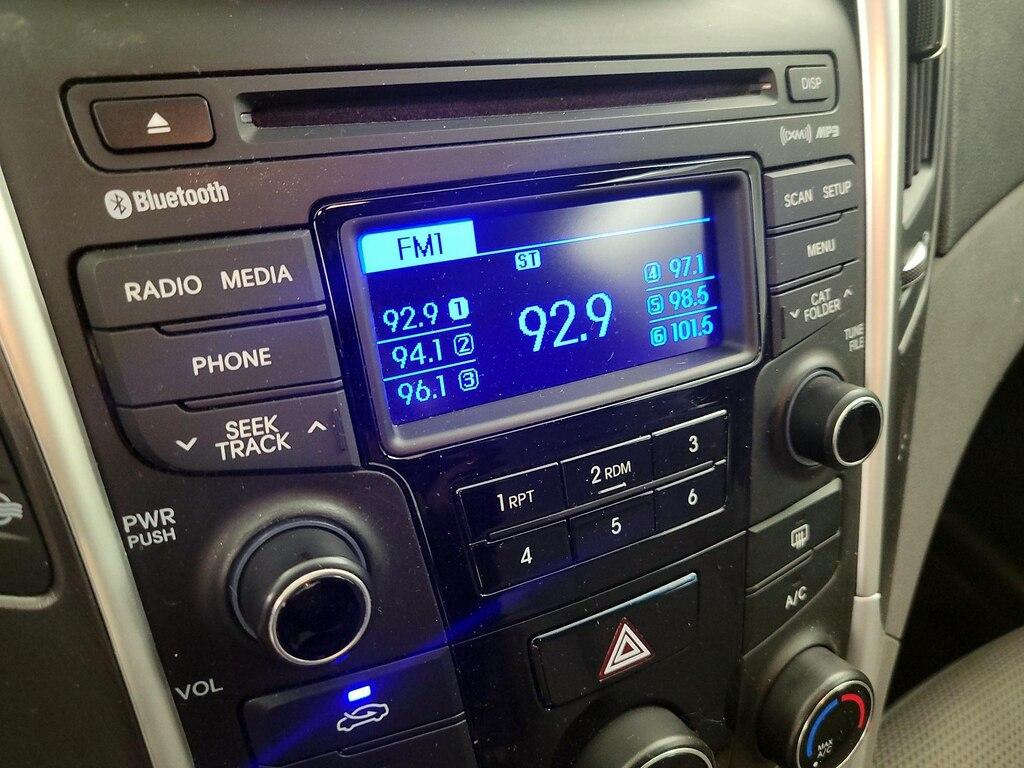 DISP
((XM)) MP3
Bluetooth
SCAN SETUP
RADIO MEDIA
MENU
PHONE
CAT
FOLDER
SEEK
TRACK
TUNE
FILE
FM1
ST
92.9 1
94.1 2
96.1 3
92.9
4 97.1
5 98.5
6 101.5
1 RPT
2 RDM
3
4
5
6
PWR
PUSH
VOL
A/C
MAX
A/C